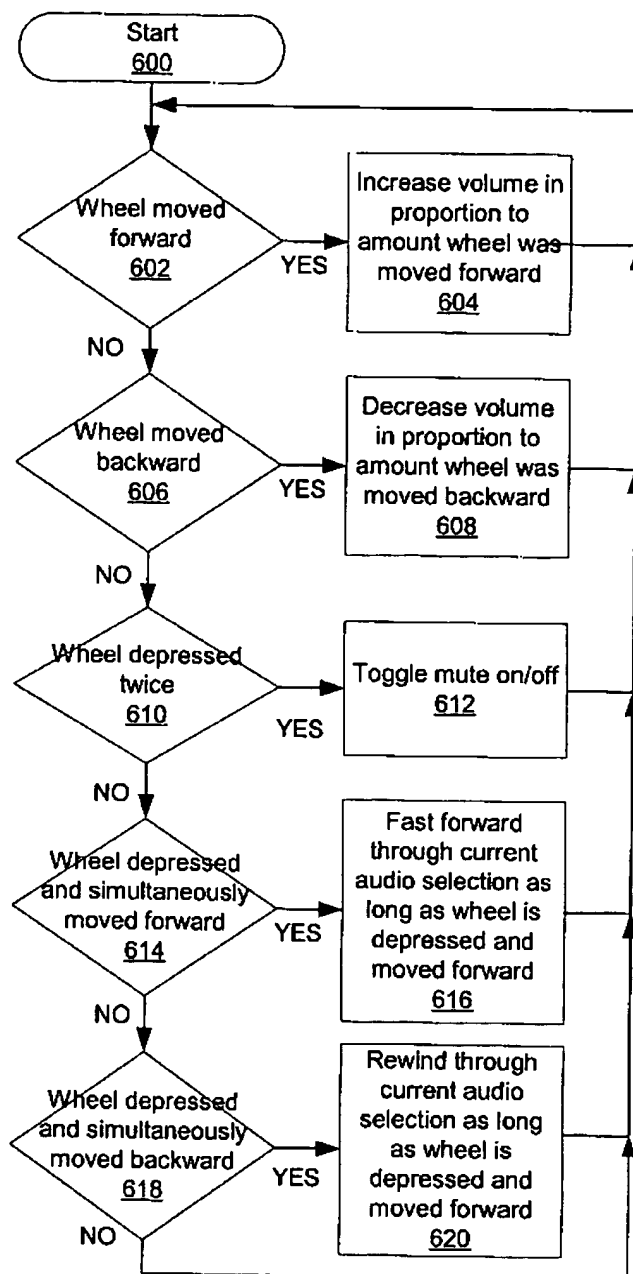 Start
600
Wheel moved
forward
602
YES
Increase volume in
proportion to
amount wheel was
moved forward
604
NO
Wheel moved
backward
606
YES
Decrease volume
in proportion to
amount wheel was
moved backward
608
NO
Wheel depressed
twice
610
YES
Toggle mute on/off
612
NO
Wheel depressed
and simultaneously
moved forward
614
YES
Fast forward
through current
audio selection as
long as wheel is
depressed and
moved forward
616
NO
Wheel depressed
and simultaneously
moved backward
618
YES
Rewind through
current audio
selection as long
as wheel is
depressed and
moved forward
620
NO